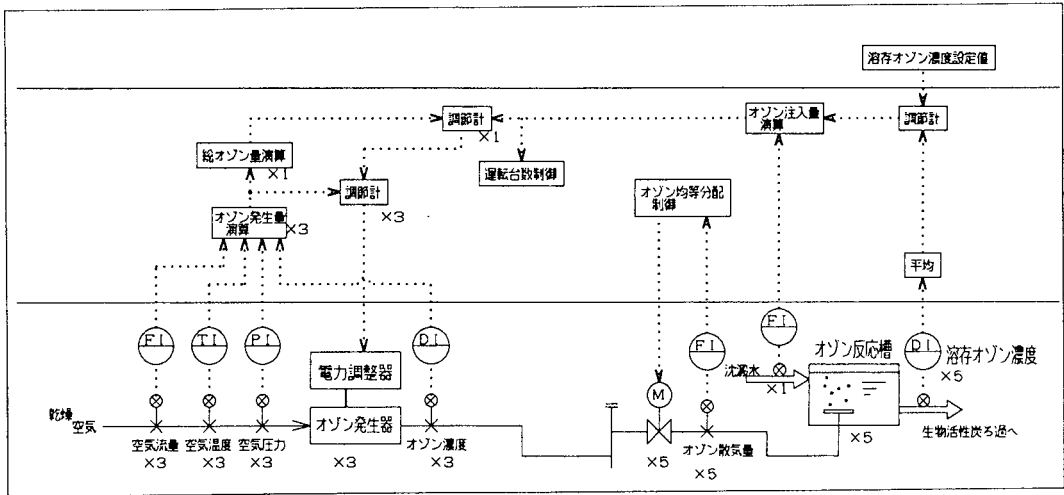 溶存オゾン濃度設定値
調節計
×1
オゾン注入量
演算
調節計
総オゾン量演算
×1
運転台数制御
調節計
×3
オゾン均等分配
制御
オゾン発生量
演算
×3
平均
FI
TI
PI
DI
FI
FI
DI
溶存オゾン濃度
×5
オゾン反応槽
電力調整器
沈澱水
×1
M
乾燥
空気
オゾン発生器
生物活性炭ろ過へ
空気流量
×3
空気温度
×3
空気圧力
×3
×3
オゾン濃度
×3
×5
オゾン散気量
×5
×5